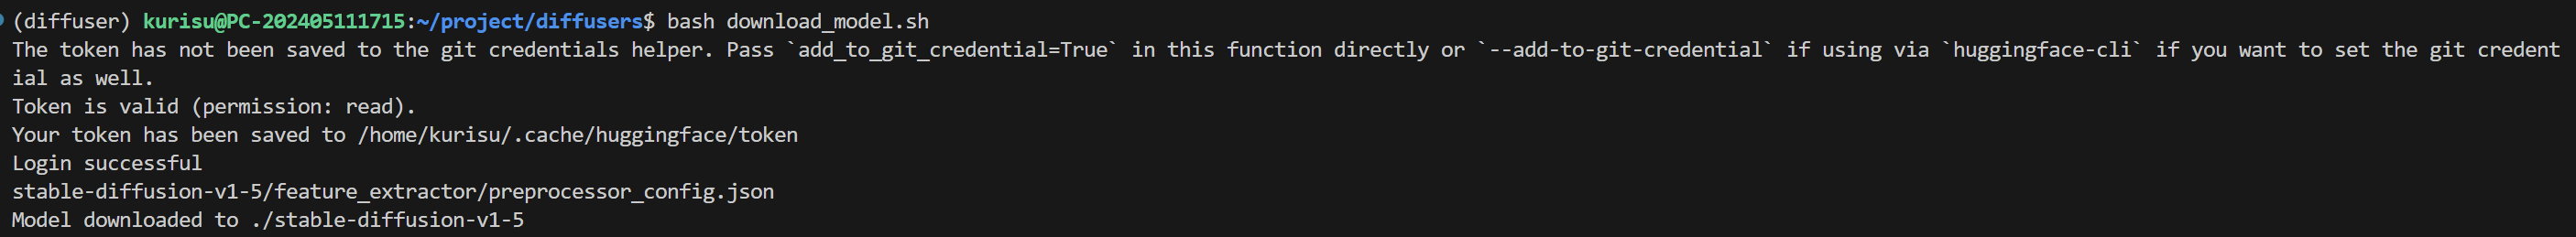 (diffuser) kurisu@PC-202405111715:~/project/diffusers$ bash download_model.sh
The token has not been saved to the git credentials helper. Pass `add_to_git_credential=True` in this function directly or `--add-to-git-credential` if using via `huggingface-cli` if you want to set the git credent
ial as well.
Token is valid (permission: read).
Your token has been saved to /home/kurisu/.cache/huggingface/token
Login successful
stable-diffusion-v1-5/feature_extractor/preprocessor_config.json
Model downloaded to ./stable-diffusion-v1-5